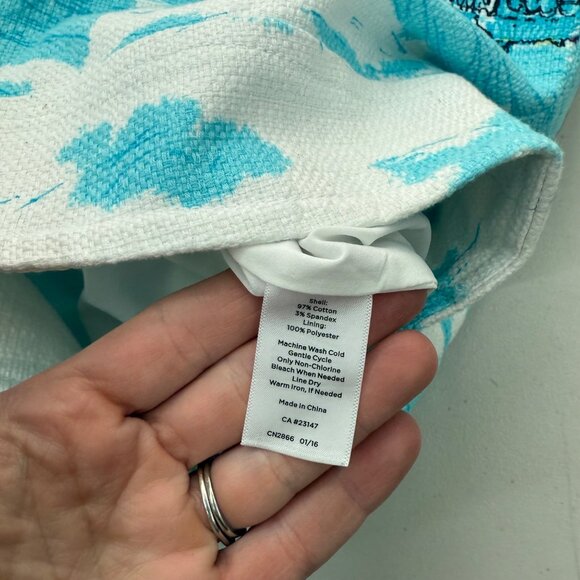 Shell:
97% Cotton
3% Spandex
Lining:
100% Polyester
Machine Wash Cold
Gentle Cycle
Only Non-Chlorine
Bleach When Needed
Line Dry
Warm Iron, If Needed
Made in China
CA #23147
CN2866 01/16